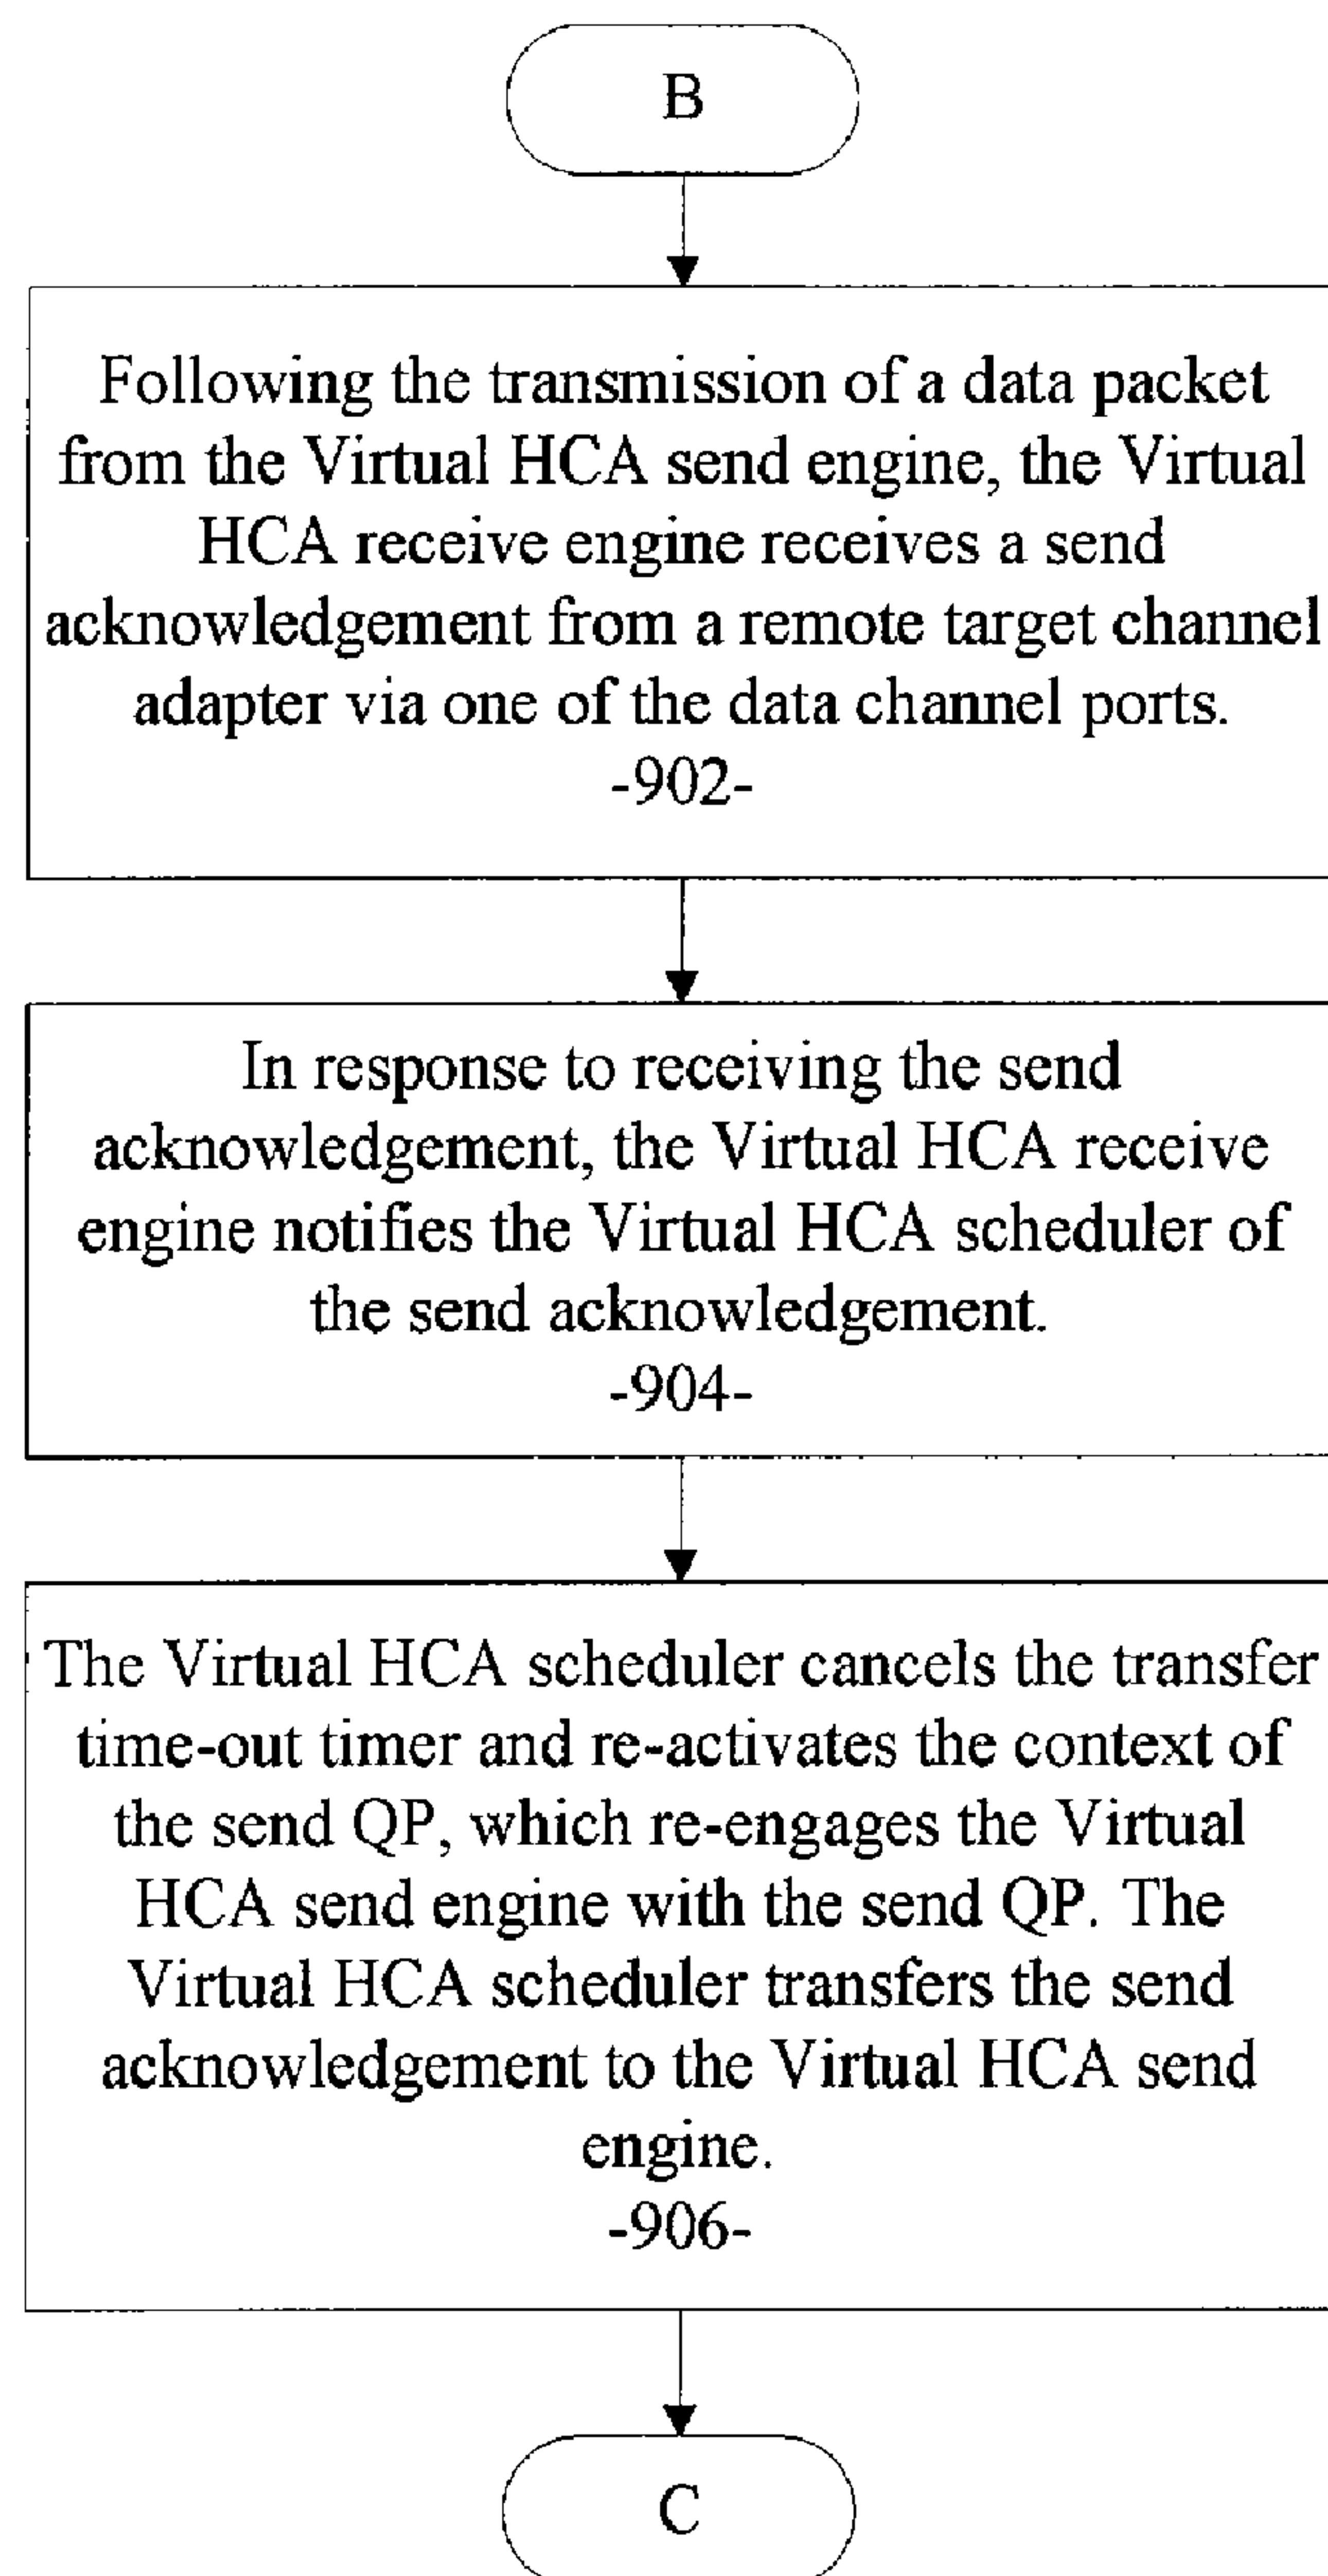 B
Following the transmission of a data packet
from the Virtual HCA send engine, the Virtual
HCA receive engine receives a send
acknowledgement from a remote target channel
adapter via one of the data channel ports.
-902-
In response to receiving the send
acknowledgement, the Virtual HCA receive
engine notifies the Virtual HCA scheduler of
the send acknowledgement.
-904-
The Virtual HCA scheduler cancels the transfer
time-out timer and re-activates the context of
the send QP, which re-engages the Virtual
HCA send engine with the send QP. The
Virtual HCA scheduler transfers the send
acknowledgement to the Virtual HCA send
engine.
-906-
C